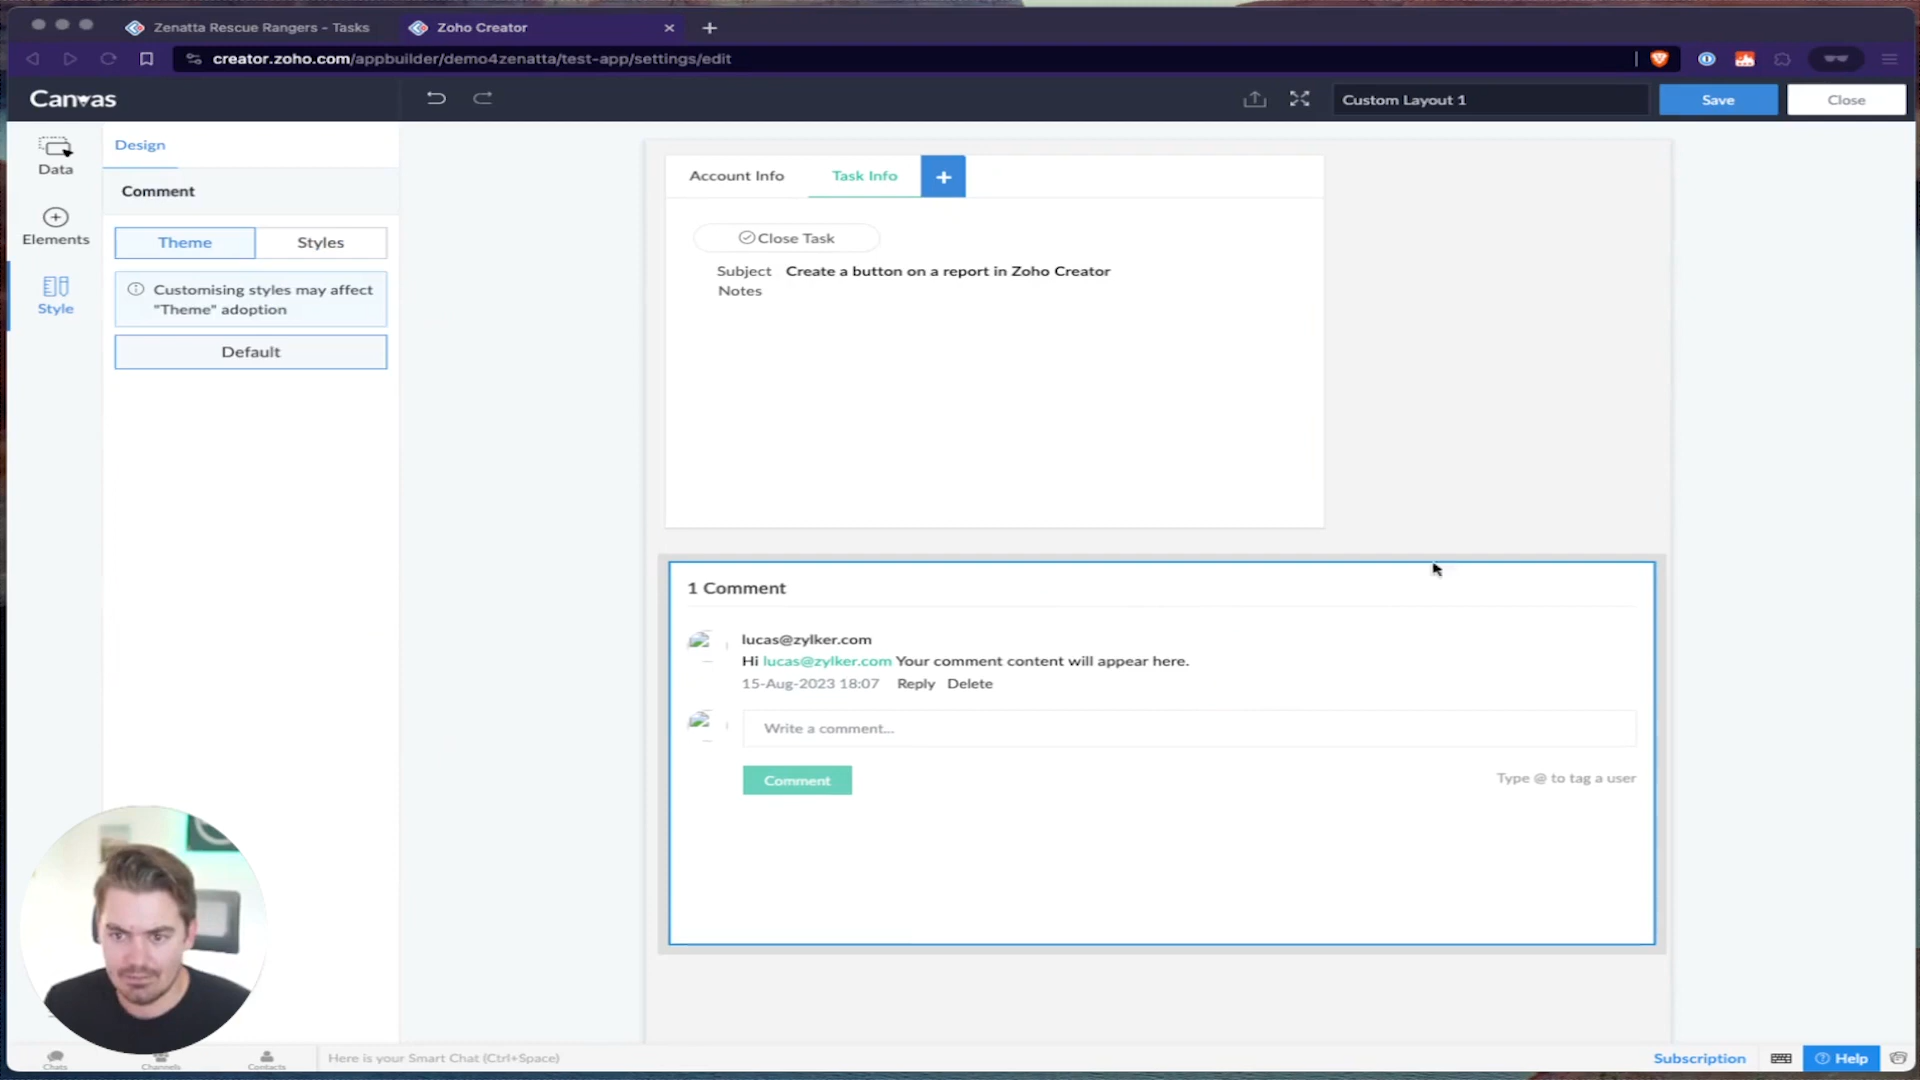 Zenatta Rescue Rangers - Tasks
Zoho Creator
creator.zoho.com/appbuilder/demo4zenatta/test-app/settings/edit
Canvas
Custom Layout 1
Save
Close
Data
Elements
Style
Design
Comment
Theme
Styles
Customising styles may affect
"Theme" adoption
Default
Account Info
Task Info
Close Task
Subject
Create a button on a report in Zoho Creator
Notes
1 Comment
lucas@zylker.com
Hi lucas@zylker.com Your comment content will appear here.
15-Aug-2023 18:07 Reply Delete
Write a comment...
Comment
Type @ to tag a user
Chats
Channels
Contacts
Here is your Smart Chat (Ctrl+Space)
Subscription
Help